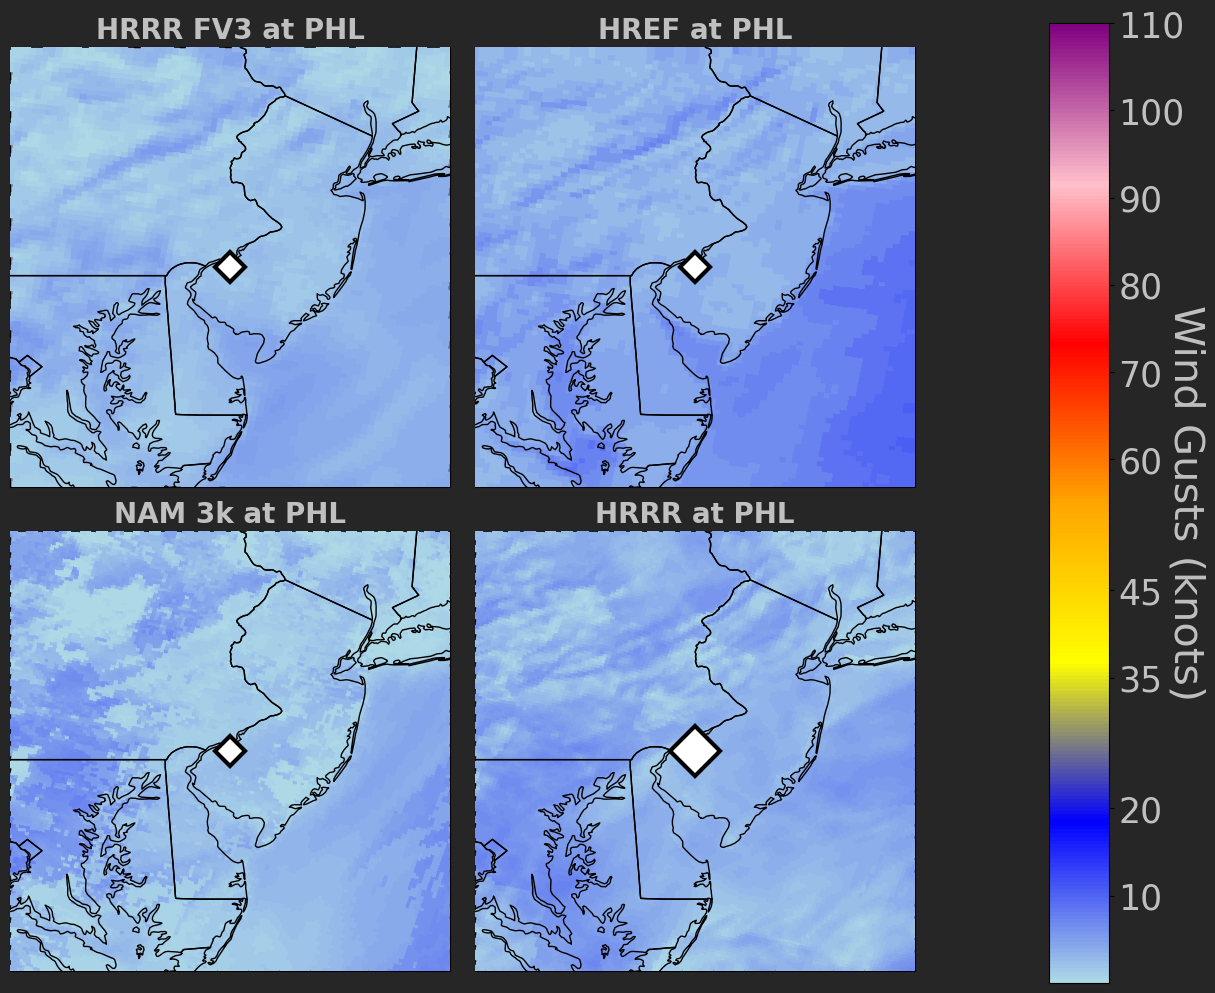 HRRR FV3 at PHL
HREF at PHL
NAM 3k at PHL
HRRR at PHL
110
100
90
80
70
60
45
35
20
10
Wind Gusts (knots)